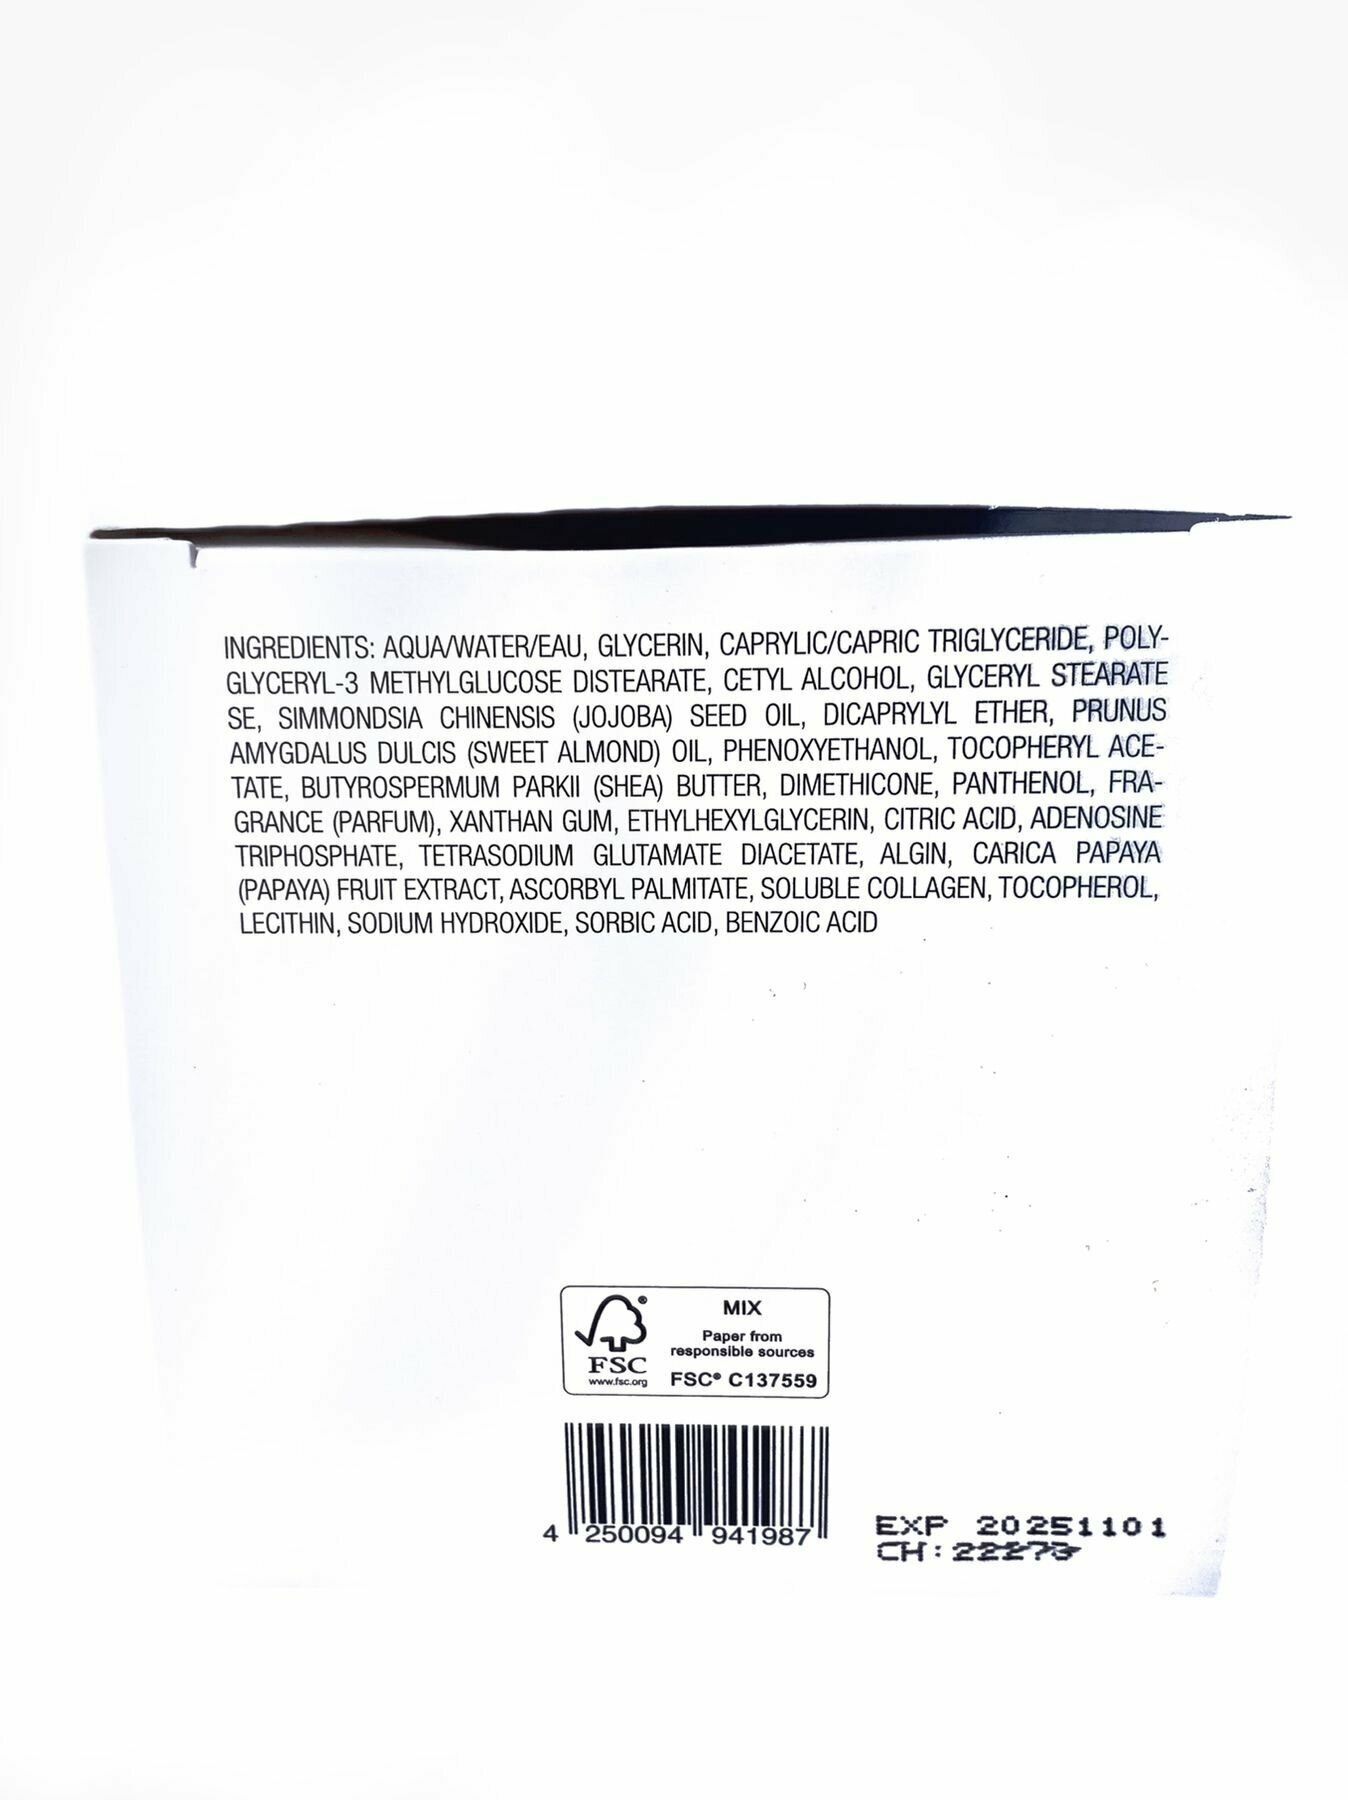 INGREDIENTS: AQUA/WATER/EAU, GLYCERIN, CAPRYLIC/CAPRIC TRIGLYCERIDE, POLY-
GLYCERYL-3 METHYLGLUCOSE DISTEARATE, CETYL ALCOHOL, GLYCERYL STEARATE
SE, SIMMONDSIA CHINENSIS (JOJOBA) SEED OIL, DICAPRYLYL ETHER, PRUNUS
AMYGDALUS DULCIS (SWEET ALMOND) OIL, PHENOXYETHANOL, TOCOPHERYL ACE-
TATE, BUTYROSPERMUM PARKII (SHEA) BUTTER, DIMETHICONE, PANTHENOL, FRA-
GRANCE (PARFUM), XANTHAN GUM, ETHYLHEXYLGLYCERIN, CITRIC ACID, ADENOSINE
TRIPHOSPHATE, TETRASODIUM GLUTAMATE DIACETATE, ALGIN, CARICA PAPAYA
(PAPAYA) FRUIT EXTRACT, ASCORBYL PALMITATE, SOLUBLE COLLAGEN, TOCOPHEROL,
LECITHIN, SODIUM HYDROXIDE, SORBIC ACID, BENZOIC ACID
FSC
www.fsc.org
MIX
Paper from
responsible sources
FSC® C137559
4 250094 941987
EXP 20251101
CH:22273